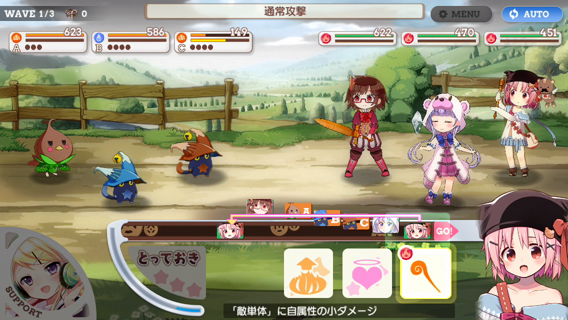 WAVE 1/3 0
通常攻撃
MENU
AUTO
623
A
586
B
149
C
622
470
451
A
B
C
GO!
SUPPORT
とっておき
「敵単体」に自属性の小ダメージ